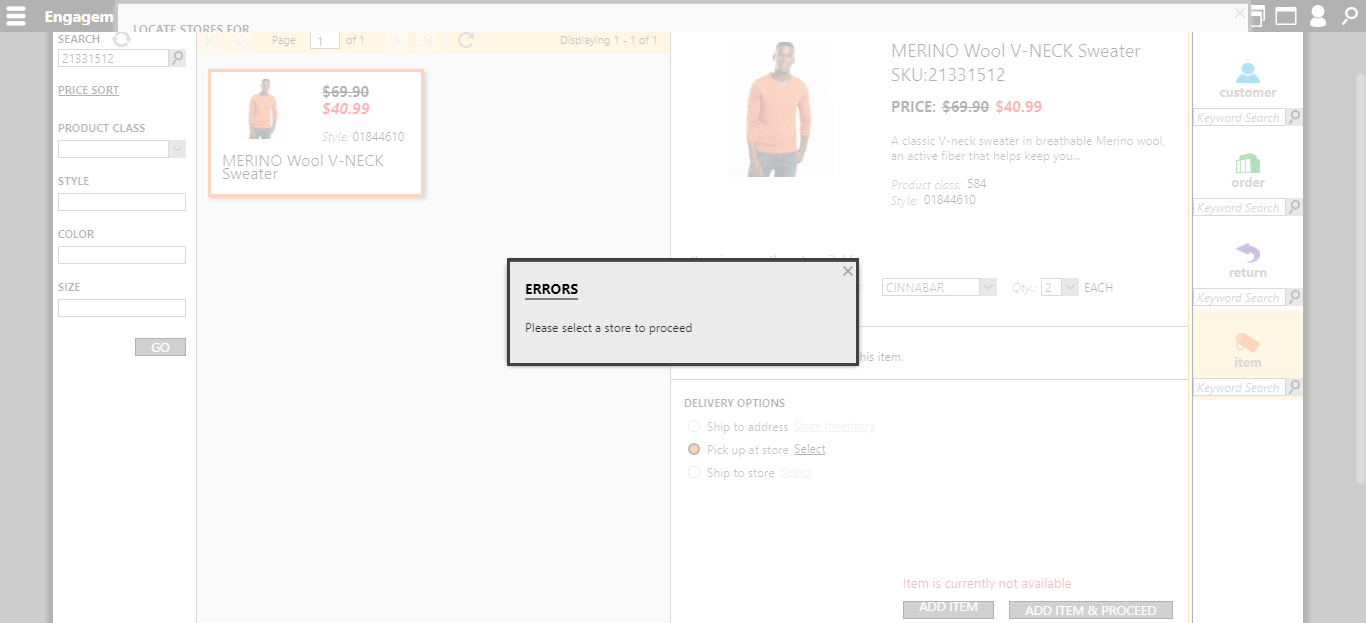 Engagem
LOCATE STORES FOR
SEARCH
21331512
PRICE SORT
PRODUCT CLASS
STYLE
COLOR
SIZE
GO
Page 1 of 1
Displaying 1 - 1 of 1
$69.90
$40.99
Style: 01844610
MERINO Wool V-NECK
Sweater
MERINO Wool V-NECK Sweater
SKU:21331512
PRICE: $69.90 $40.99
A classic V-neck sweater in breathable Merino wool,
an active fiber that helps keep you...
Product class: 584
Style: 01844610
CINNABAR Qty.: 2 EACH
ERRORS
Please select a store to proceed
his item.
DELIVERY OPTIONS
Ship to address Store Inventory
Pick up at store Select
Ship to store Select
Item is currently not available
ADD ITEM
ADD ITEM & PROCEED
customer
Keyword Search
order
Keyword Search
return
Keyword Search
item
Keyword Search